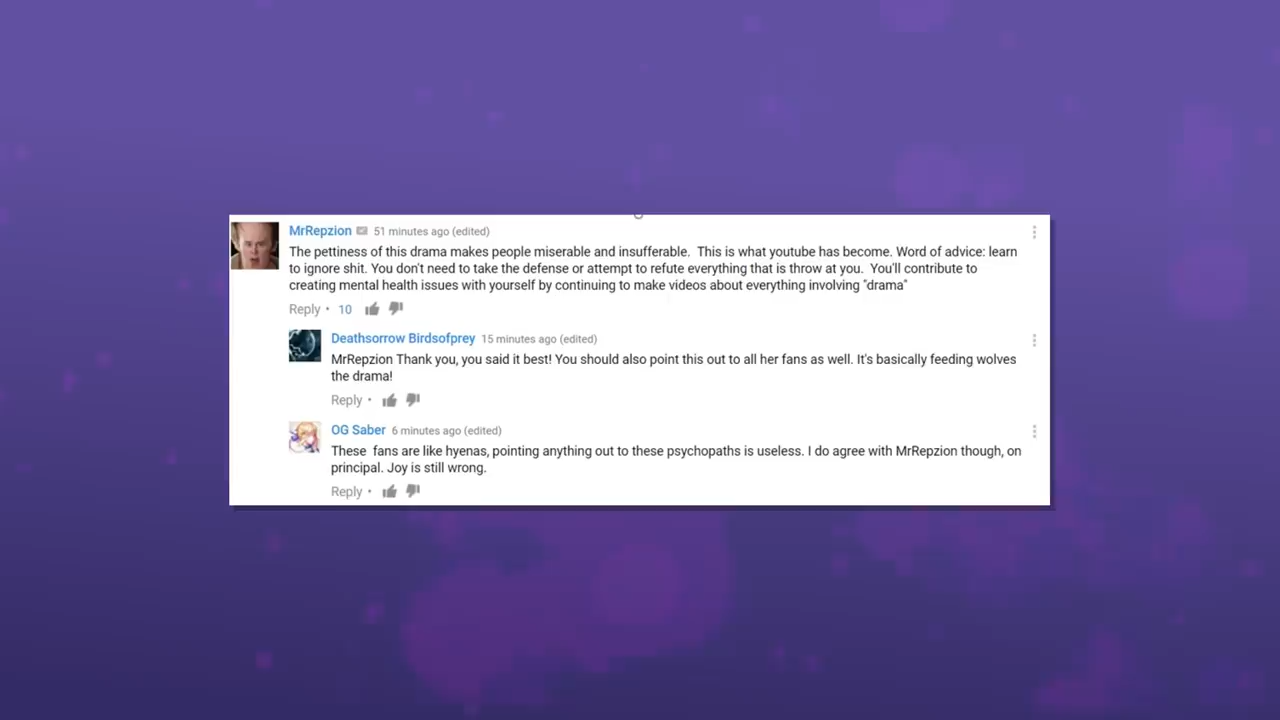 MrRepzion 51 minutes ago (edited)
The pettiness of this drama makes people miserable and insufferable.  This is what youtube has become. Word of advice: learn
to ignore shit. You don't need to take the defense or attempt to refute everything that is throw at you.  You'll contribute to
creating mental health issues with yourself by continuing to make videos about everything involving "drama"
Reply • 10
Deathsorrow Birdsofprey 15 minutes ago (edited)
MrRepzion Thank you, you said it best! You should also point this out to all her fans as well. It's basically feeding wolves
the drama!
Reply •
OG Saber 6 minutes ago (edited)
These  fans are like hyenas, pointing anything out to these psychopaths is useless. I do agree with MrRepzion though, on
principal. Joy is still wrong.
Reply •